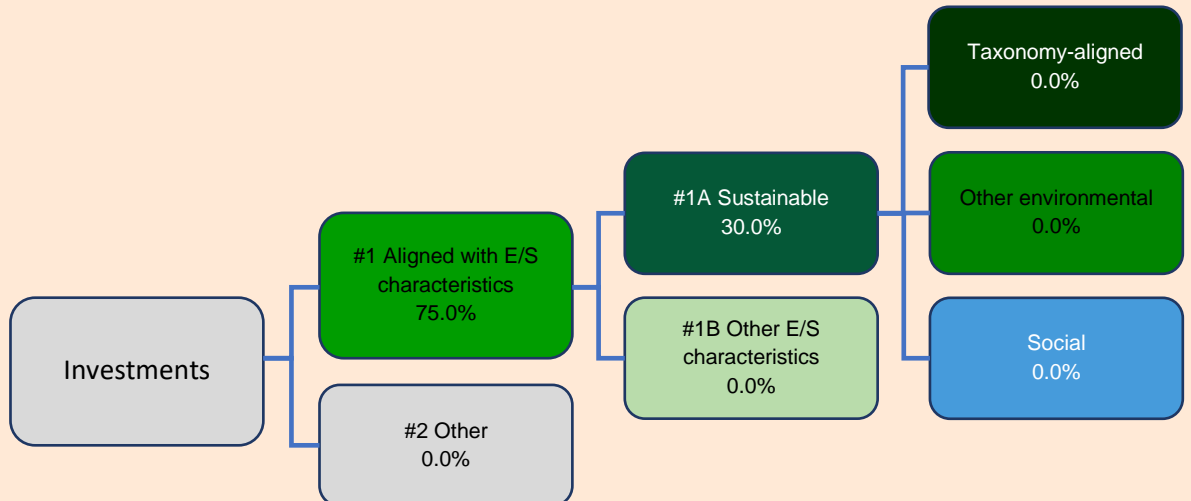 Investments
#1 Aligned with E/S
characteristics
75.0%
#2 Other
0.0%
#1A Sustainable
30.0%
#1B Other E/S
characteristics
0.0%
Taxonomy-aligned
0.0%
Other environmental
0.0%
Social
0.0%